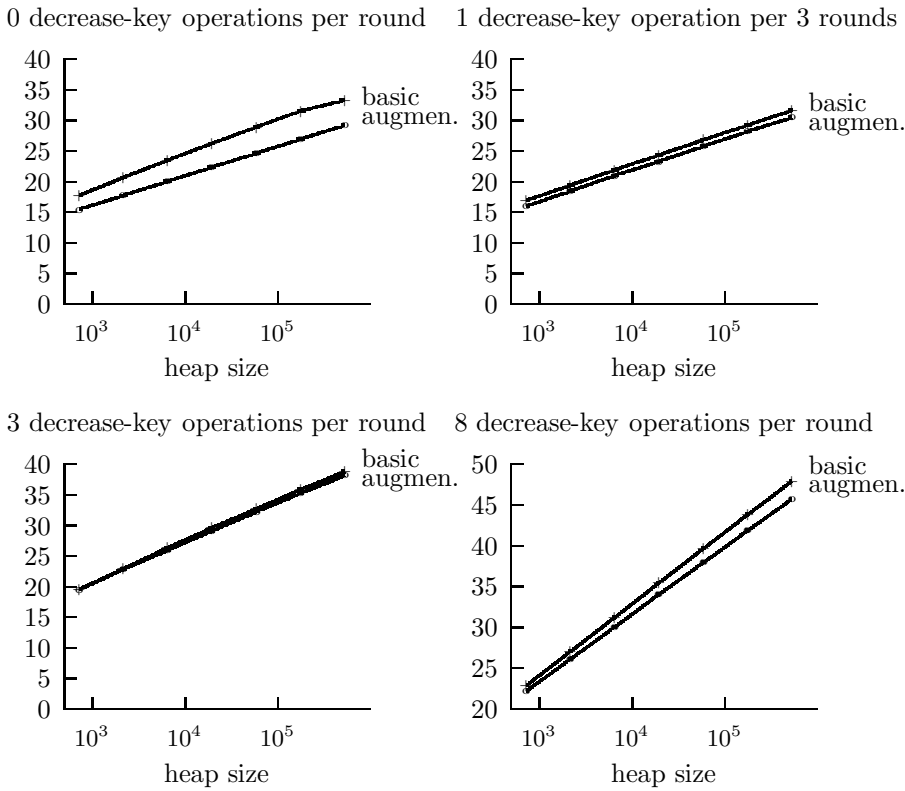 0 decrease-key operations per round
40
35
30
25
20
15
10
5
0
basic
augmen.
10^3 10^4 10^5
heap size
1 decrease-key operation per 3 rounds
40
35
30
25
20
15
10
5
0
basic
augmen.
10^3 10^4 10^5
heap size
3 decrease-key operations per round
40
35
30
25
20
15
10
5
0
basic
augmen.
10^3 10^4 10^5
heap size
8 decrease-key operations per round
50
45
40
35
30
25
20
basic
augmen.
10^3 10^4 10^5
heap size